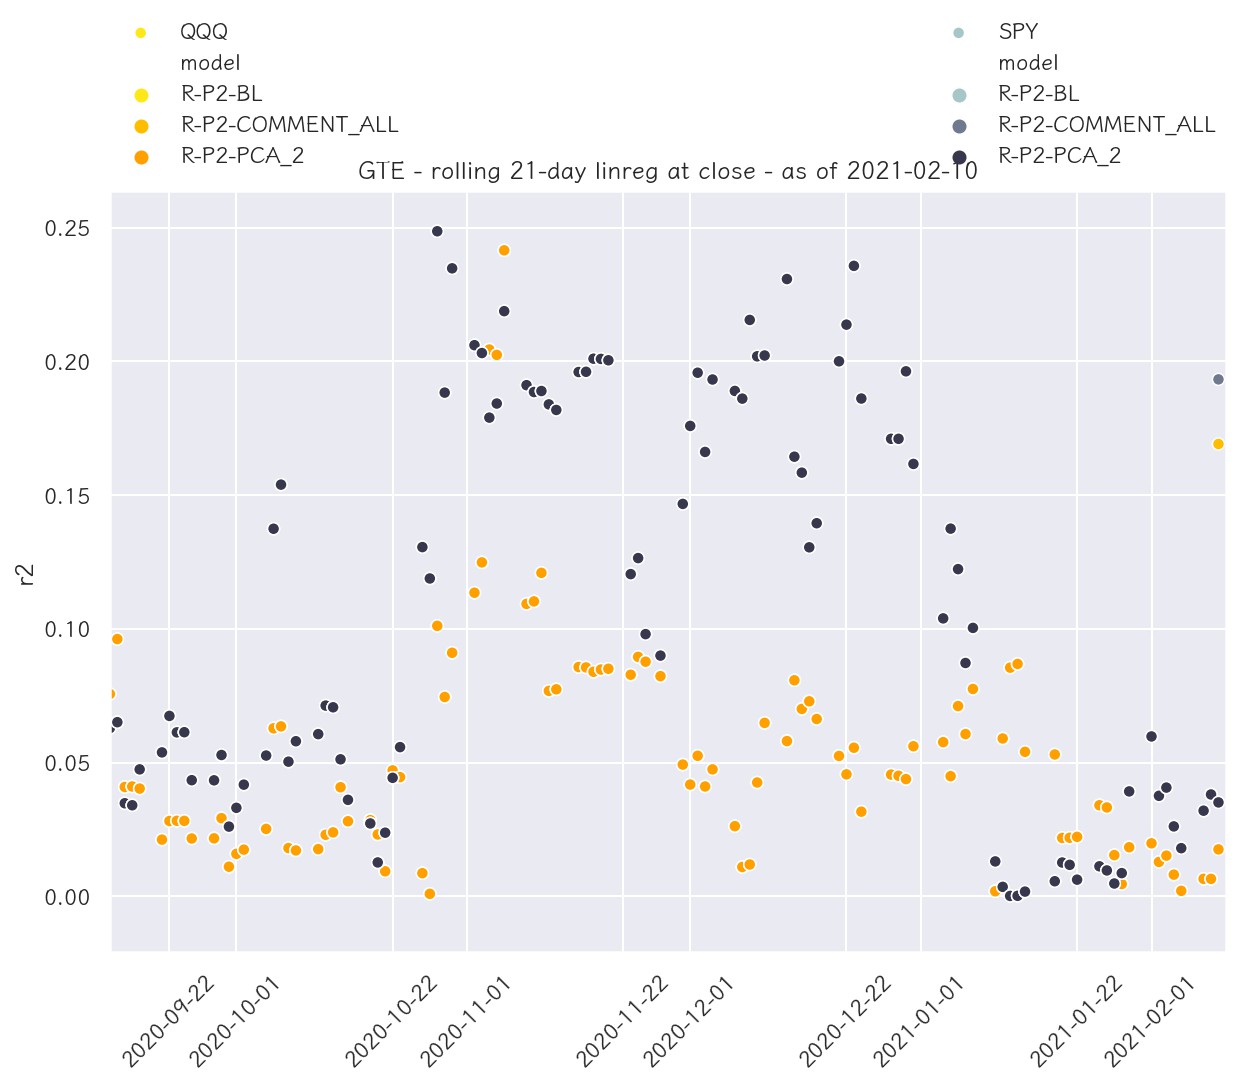 QQQ
model
R-P2-BL
R-P2-COMMENT_ALL
R-P2-PCA_2
SPY
model
R-P2-BL
R-P2-COMMENT_ALL
R-P2-PCA_2
GTE - rolling 21-day linreg at close - as of 2021-02-10
r2
0.25
0.20
0.15
0.10
0.05
0.00
2020-09-22
2020-10-01
2020-10-22
2020-11-01
2020-11-22
2020-12-01
2020-12-22
2021-01-01
2021-01-22
2021-02-01